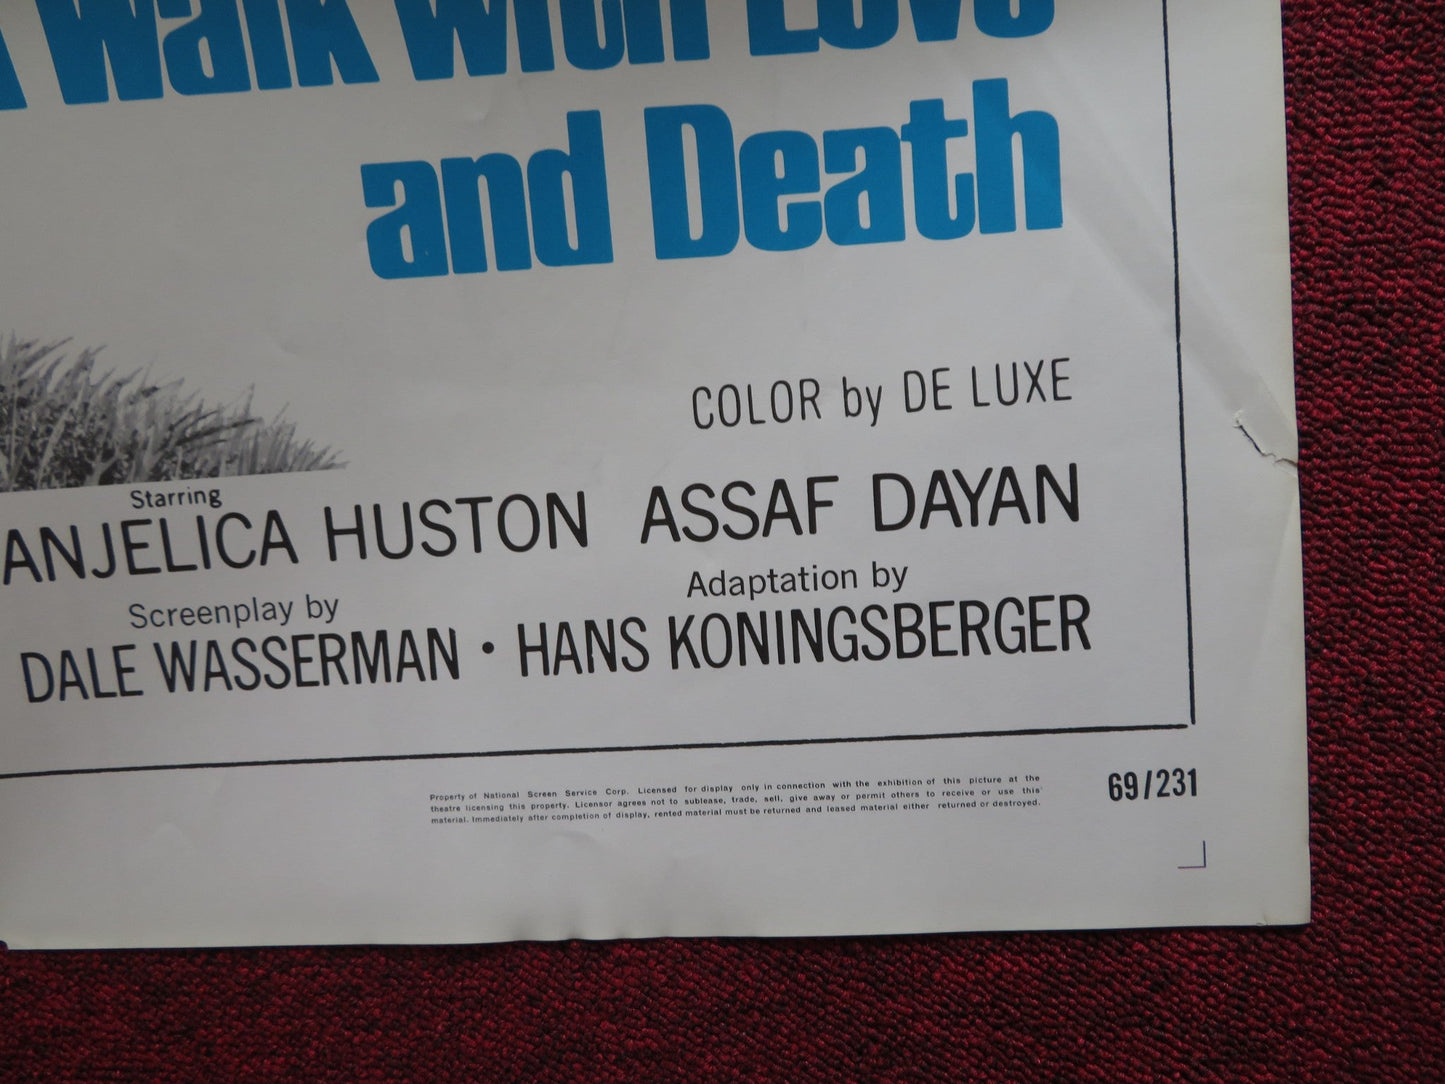 A Walk with Love
and Death
COLOR by DE LUXE
Starring
ANJELICA HUSTON ASSAF DAYAN
Screenplay by
Adaptation by
DALE WASSERMAN • HANS KONINGSBERGER
Property of National Screen Service Corp. Licensed for display only in connection with the exhibition of this picture at the
theatre licensing this property. Licensor agrees not to sublease, trade, sell, give away or permit others to receive or use this
material. Immediately after completion of display, rented material must be returned and leased material either returned or destroyed.
69/231